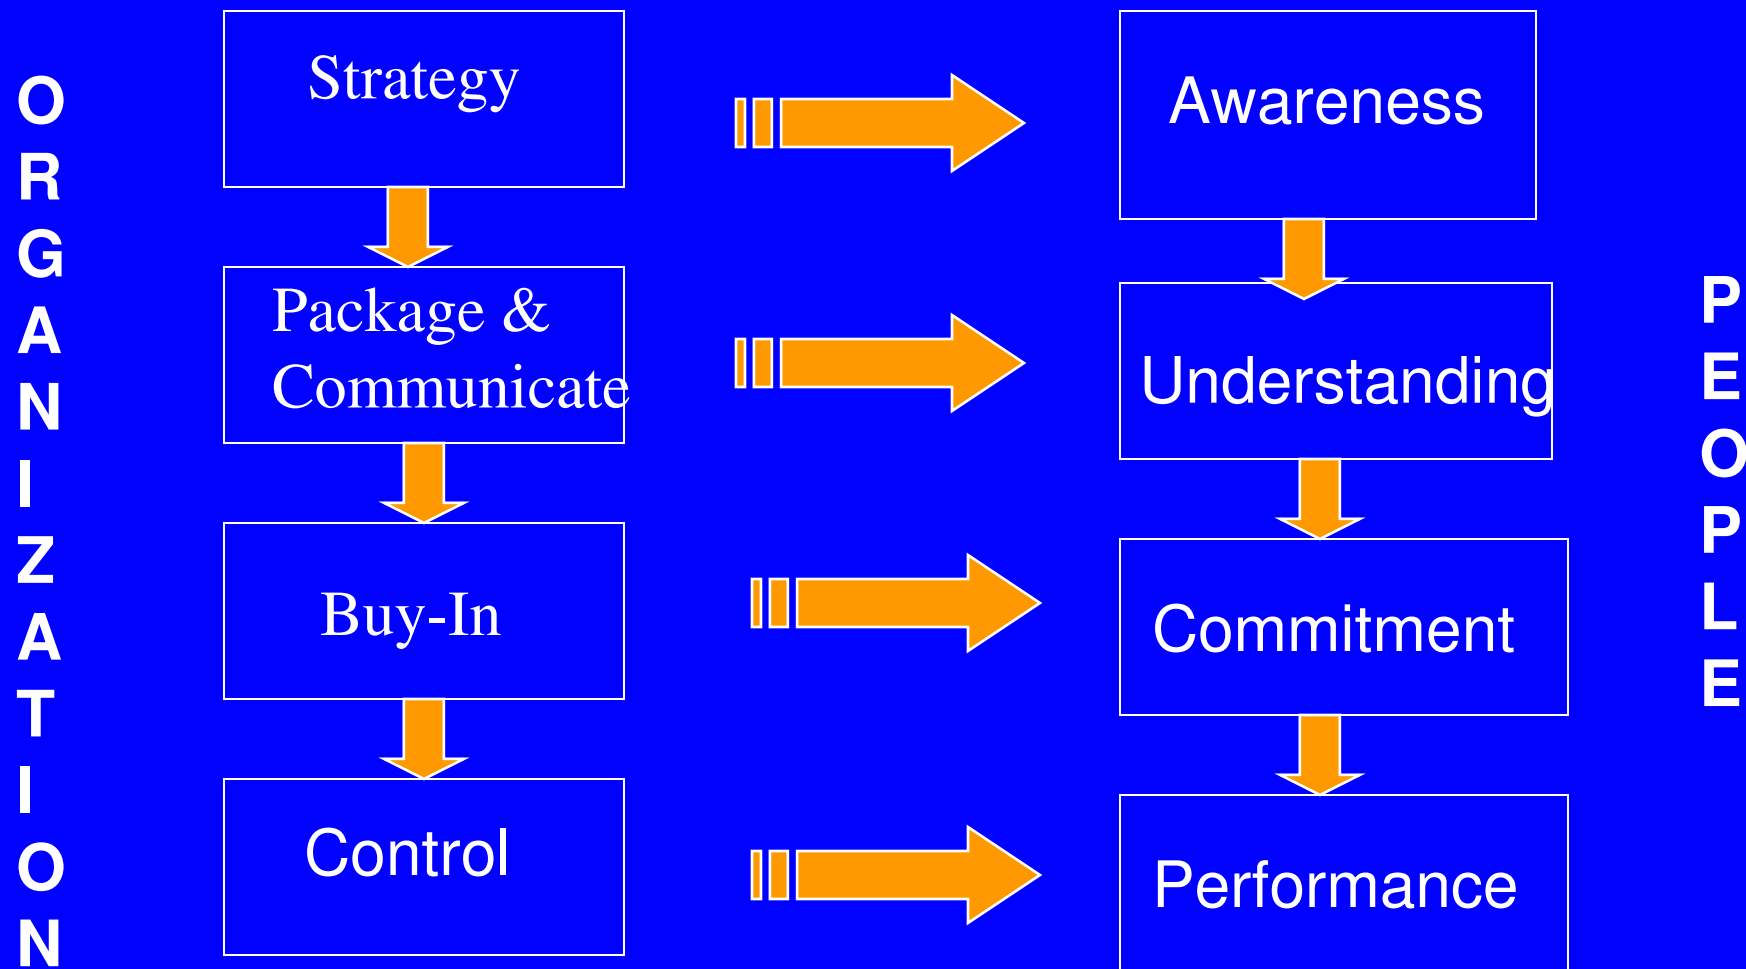 ORGANIZATION
Strategy
Awareness
Package &
Communicate
Understanding
Buy-In
Commitment
Control
Performance
PEOPLE